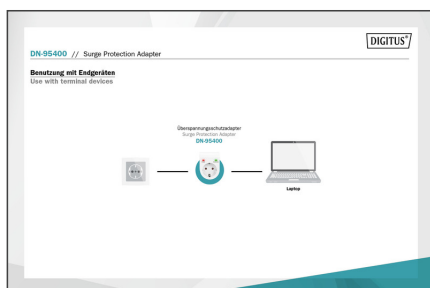 DIGITUS®
DN-95400 // Surge Protection Adapter
Benutzung mit Endgeräten
Use with terminal devices
Überspannungsschutzadapter
Surge Protection Adapter
DN-95400
Laptop